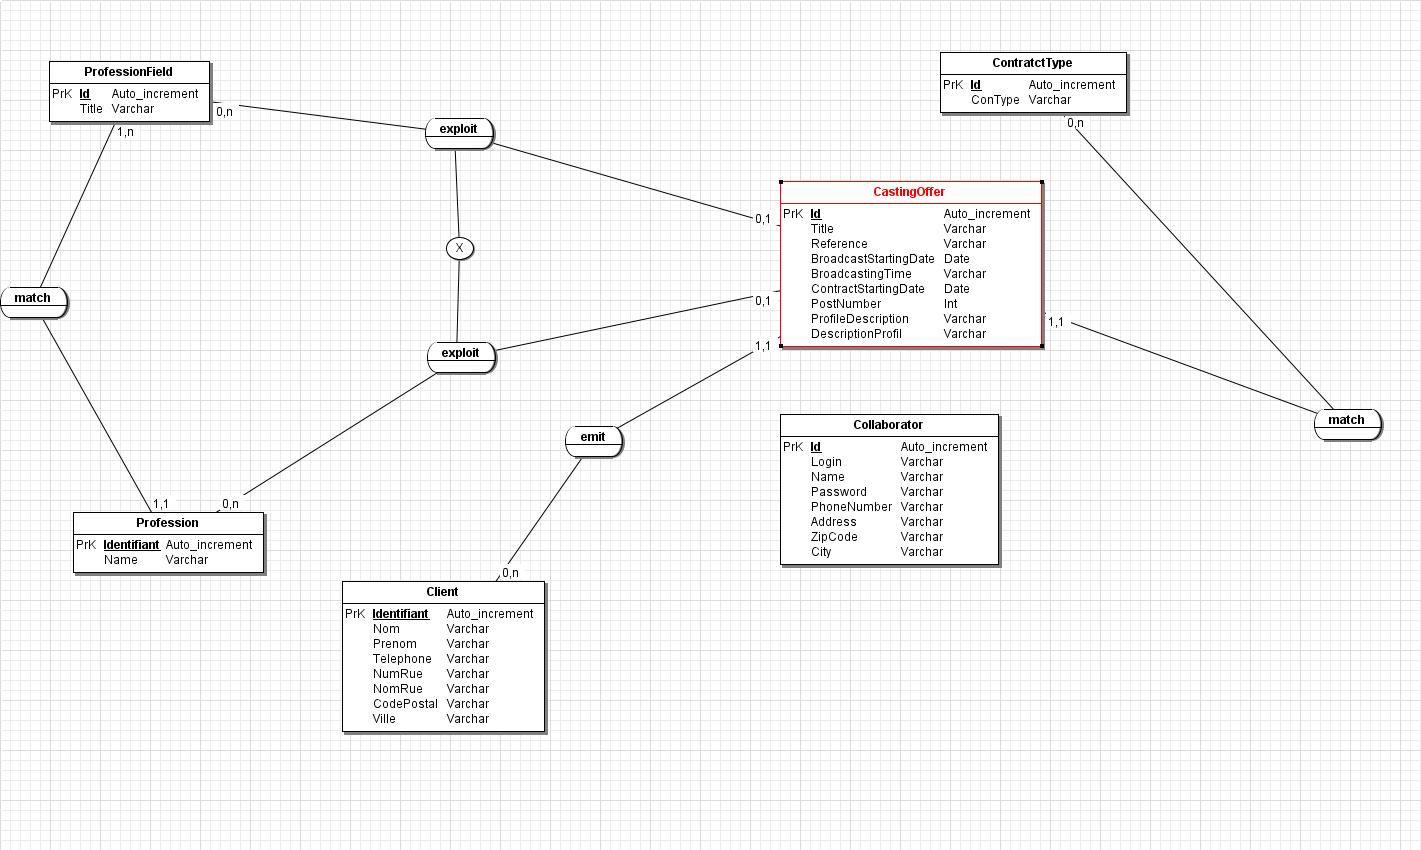 ProfessionField
PrK Id Auto_increment
Title Varchar
0,n
1,n
exploit
X
exploit
match
ContratctType
PrK Id Auto_increment
ConType Varchar
0,n
CastingOffer
PrK Id Auto_increment
Title Varchar
Reference Varchar
BroadcastStartingDate Date
BroadcastingTime Varchar
ContractStartingDate Date
PostNumber Int
ProfileDescription Varchar
DescriptionProfil Varchar
0,1
0,1
1,1
1,1
match
emit
Collaborator
PrK Id Auto_increment
Login Varchar
Name Varchar
Password Varchar
PhoneNumber Varchar
Address Varchar
ZipCode Varchar
City Varchar
1,1
0,n
Profession
PrK Identifiant Auto_increment
Name Varchar
0,n
Client
PrK Identifiant Auto_increment
Nom Varchar
Prenom Varchar
Telephone Varchar
NumRue Varchar
NomRue Varchar
CodePostal Varchar
Ville Varchar